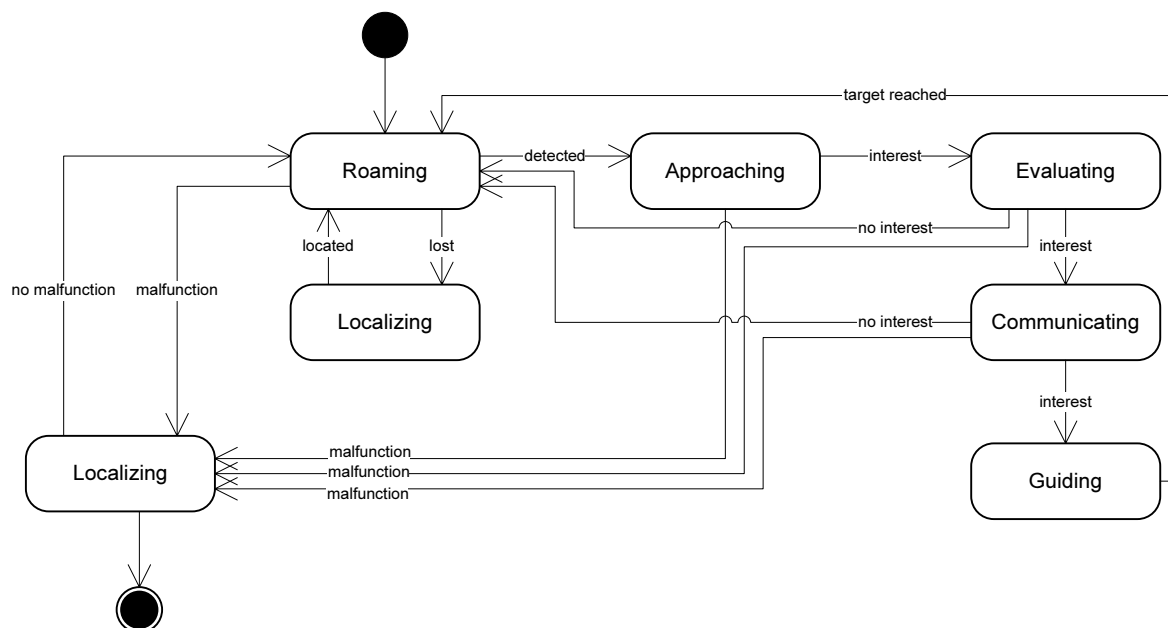 target reached
Roaming
detected
Approaching
interest
Evaluating
no interest
located
lost
interest
no malfunction
malfunction
Localizing
no interest
Communicating
interest
malfunction
Localizing
malfunction
malfunction
Guiding